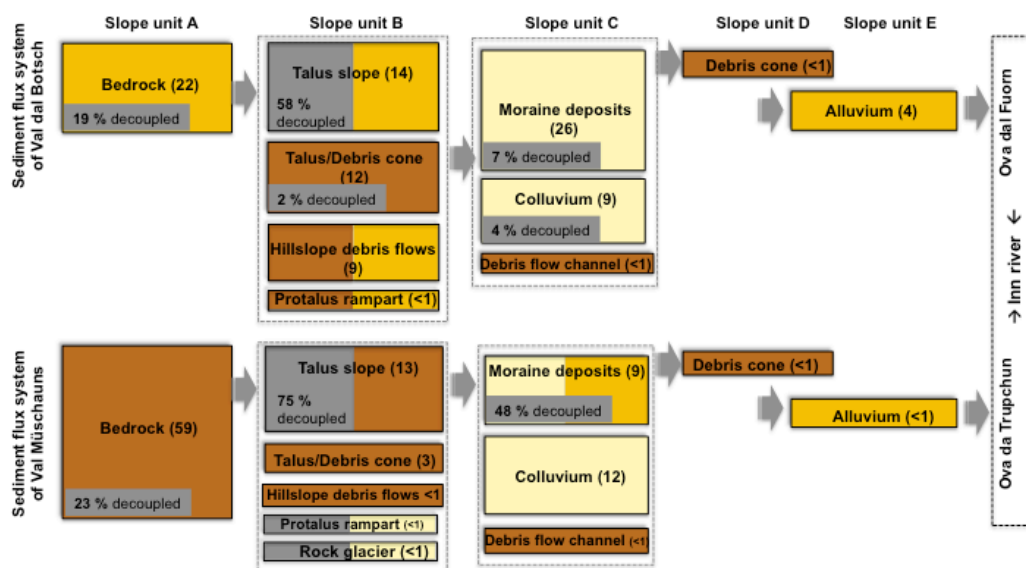 Slope unit A
Slope unit B
Slope unit C
Slope unit D
Slope unit E
Sediment flux system
of Val dal Botsch
Bedrock (22)
19 % decoupled
Talus slope (14)
58 %
decoupled
Talus/Debris cone
(12)
2 % decoupled
Hillslope debris flows
(9)
Protalus rampart (<1)
Moraine deposits
(26)
7 % decoupled
Colluvium (9)
4 % decoupled
Debris flow channel (<1)
Debris cone (<1)
Alluvium (4)
Ova dal Fuorn
→ Inn river ←
Ova da Trupchun
Sediment flux system
of Val Müschauns
Bedrock (59)
23 % decoupled
Talus slope (13)
75 %
decoupled
Talus/Debris cone (3)
Hillslope debris flows <1
Protalus rampart (<1)
Rock glacier (<1)
Moraine deposits (9)
48 % decoupled
Colluvium (12)
Debris flow channel (<1)
Debris cone (<1)
Alluvium (<1)